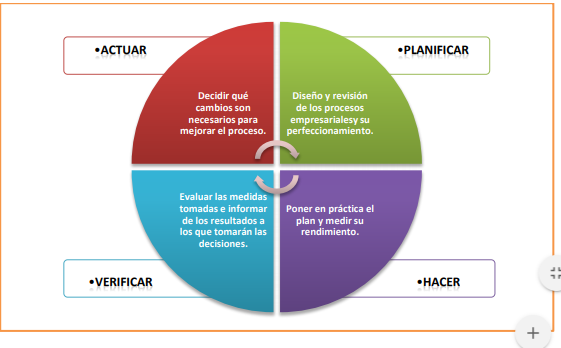 •ACTUAR
•PLANIFICAR
Decidir qué
cambios son
necesarios para
mejorar el proceso.
Diseño y revisión
de los procesos
empresarialesy su
perfeccionamiento.
Evaluar las medidas
tomadas e informar
de los resultados a
los que tomarán las
decisiones.
Poner en práctica el
plan y medir su
rendimiento.
•VERIFICAR
•HACER